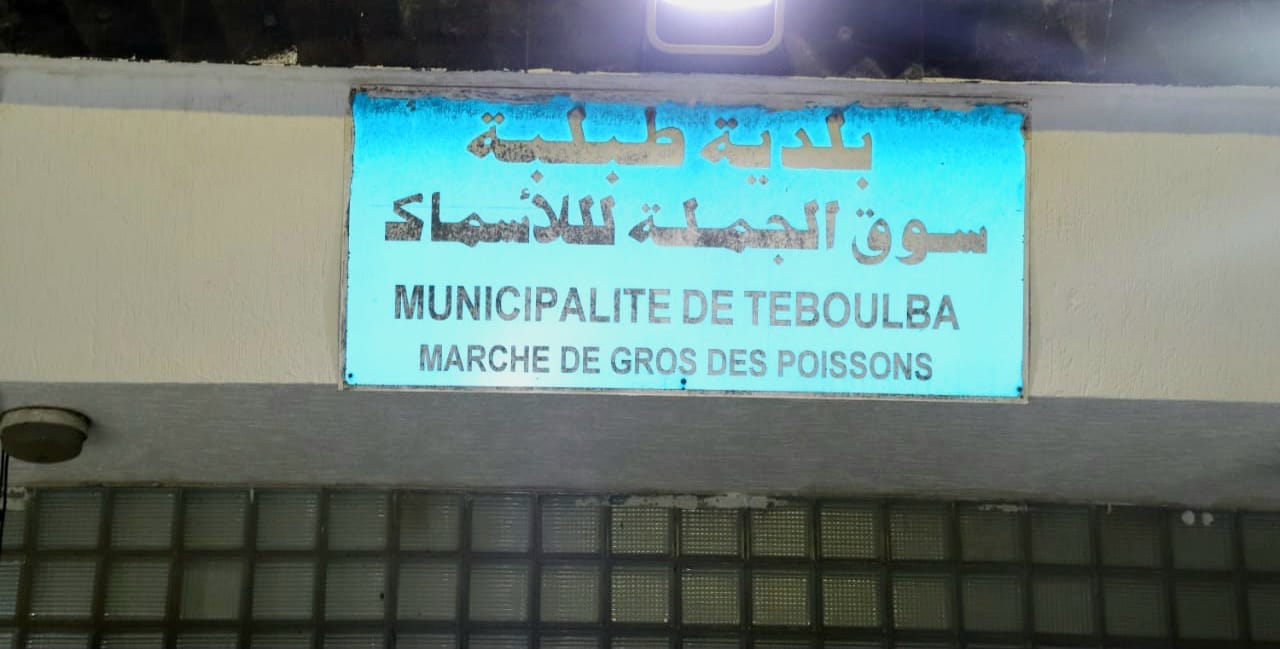 بلدية طبلبة
سوق الجملة للأسماك
MUNICIPALITE DE TEBOULBA
MARCHE DE GROS DES POISSONS